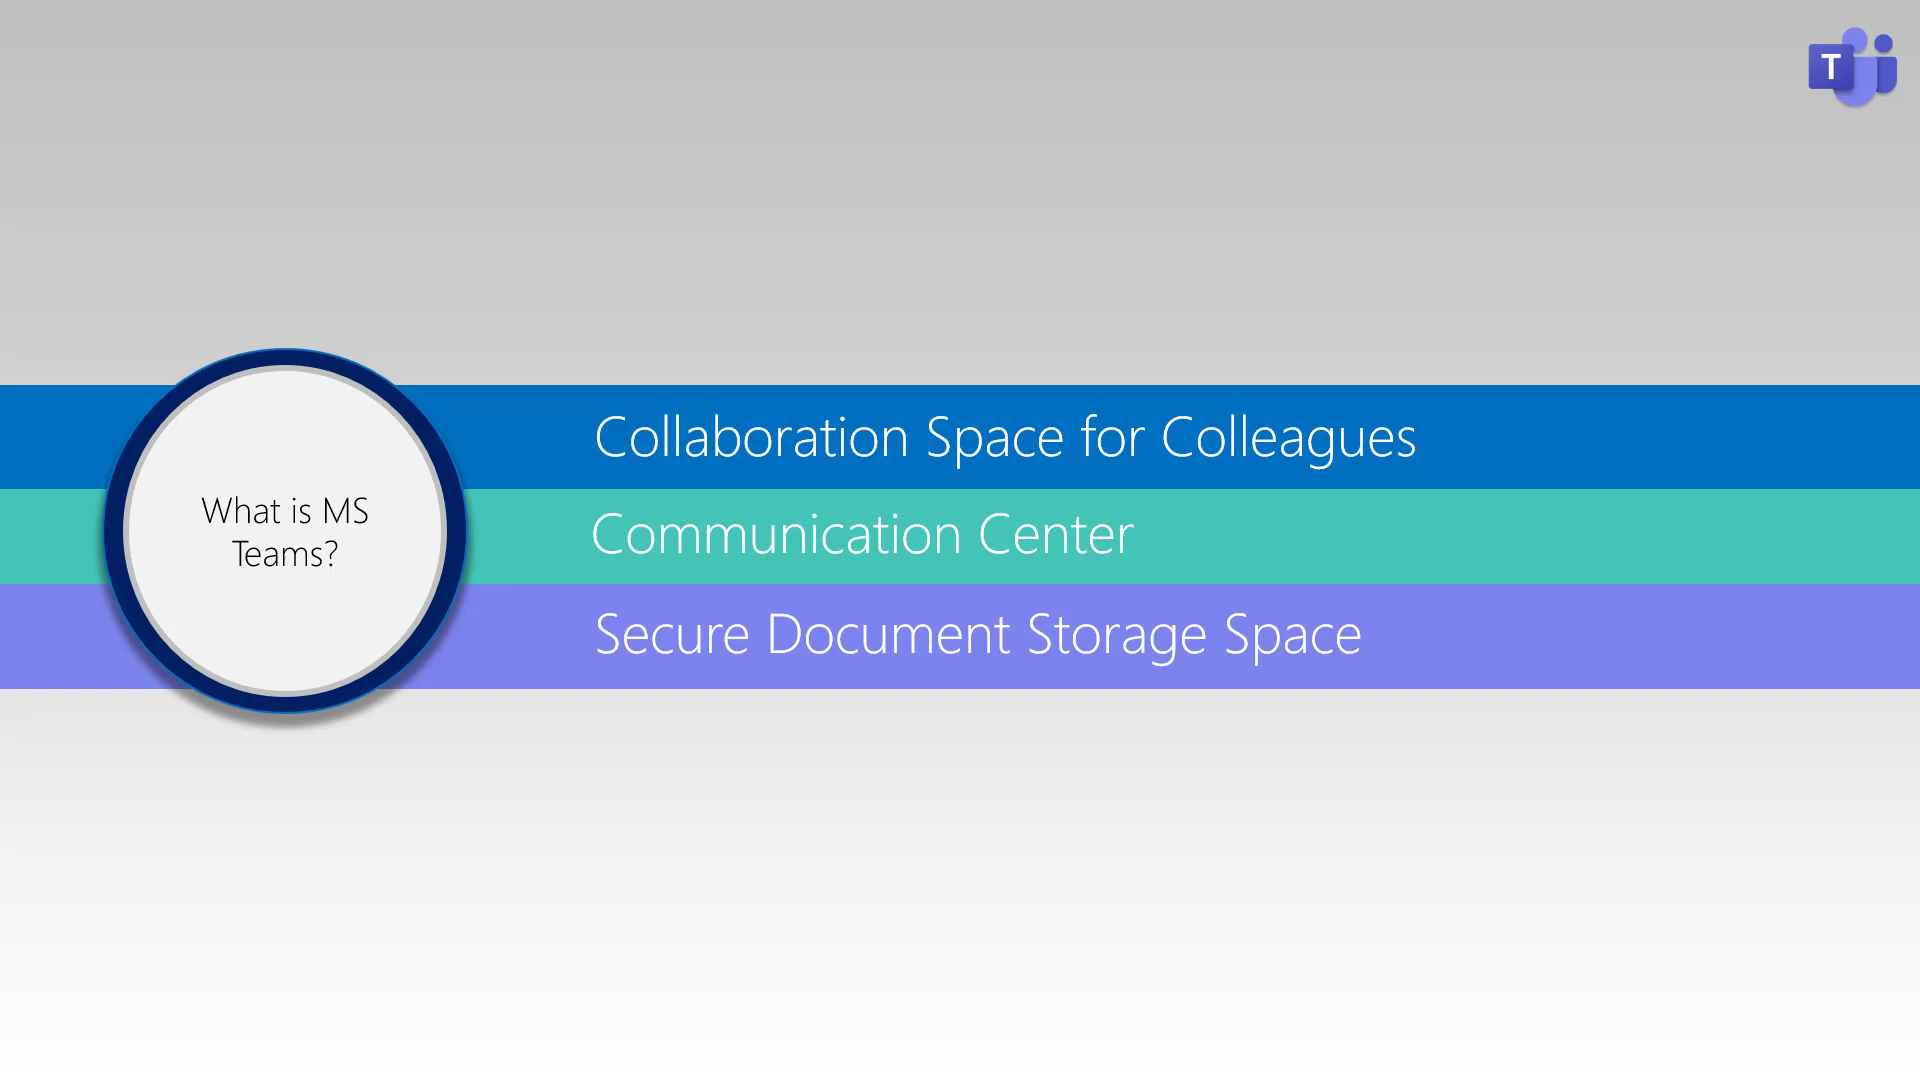 T
What is MS
Teams?
Collaboration Space for Colleagues
Communication Center
Secure Document Storage Space